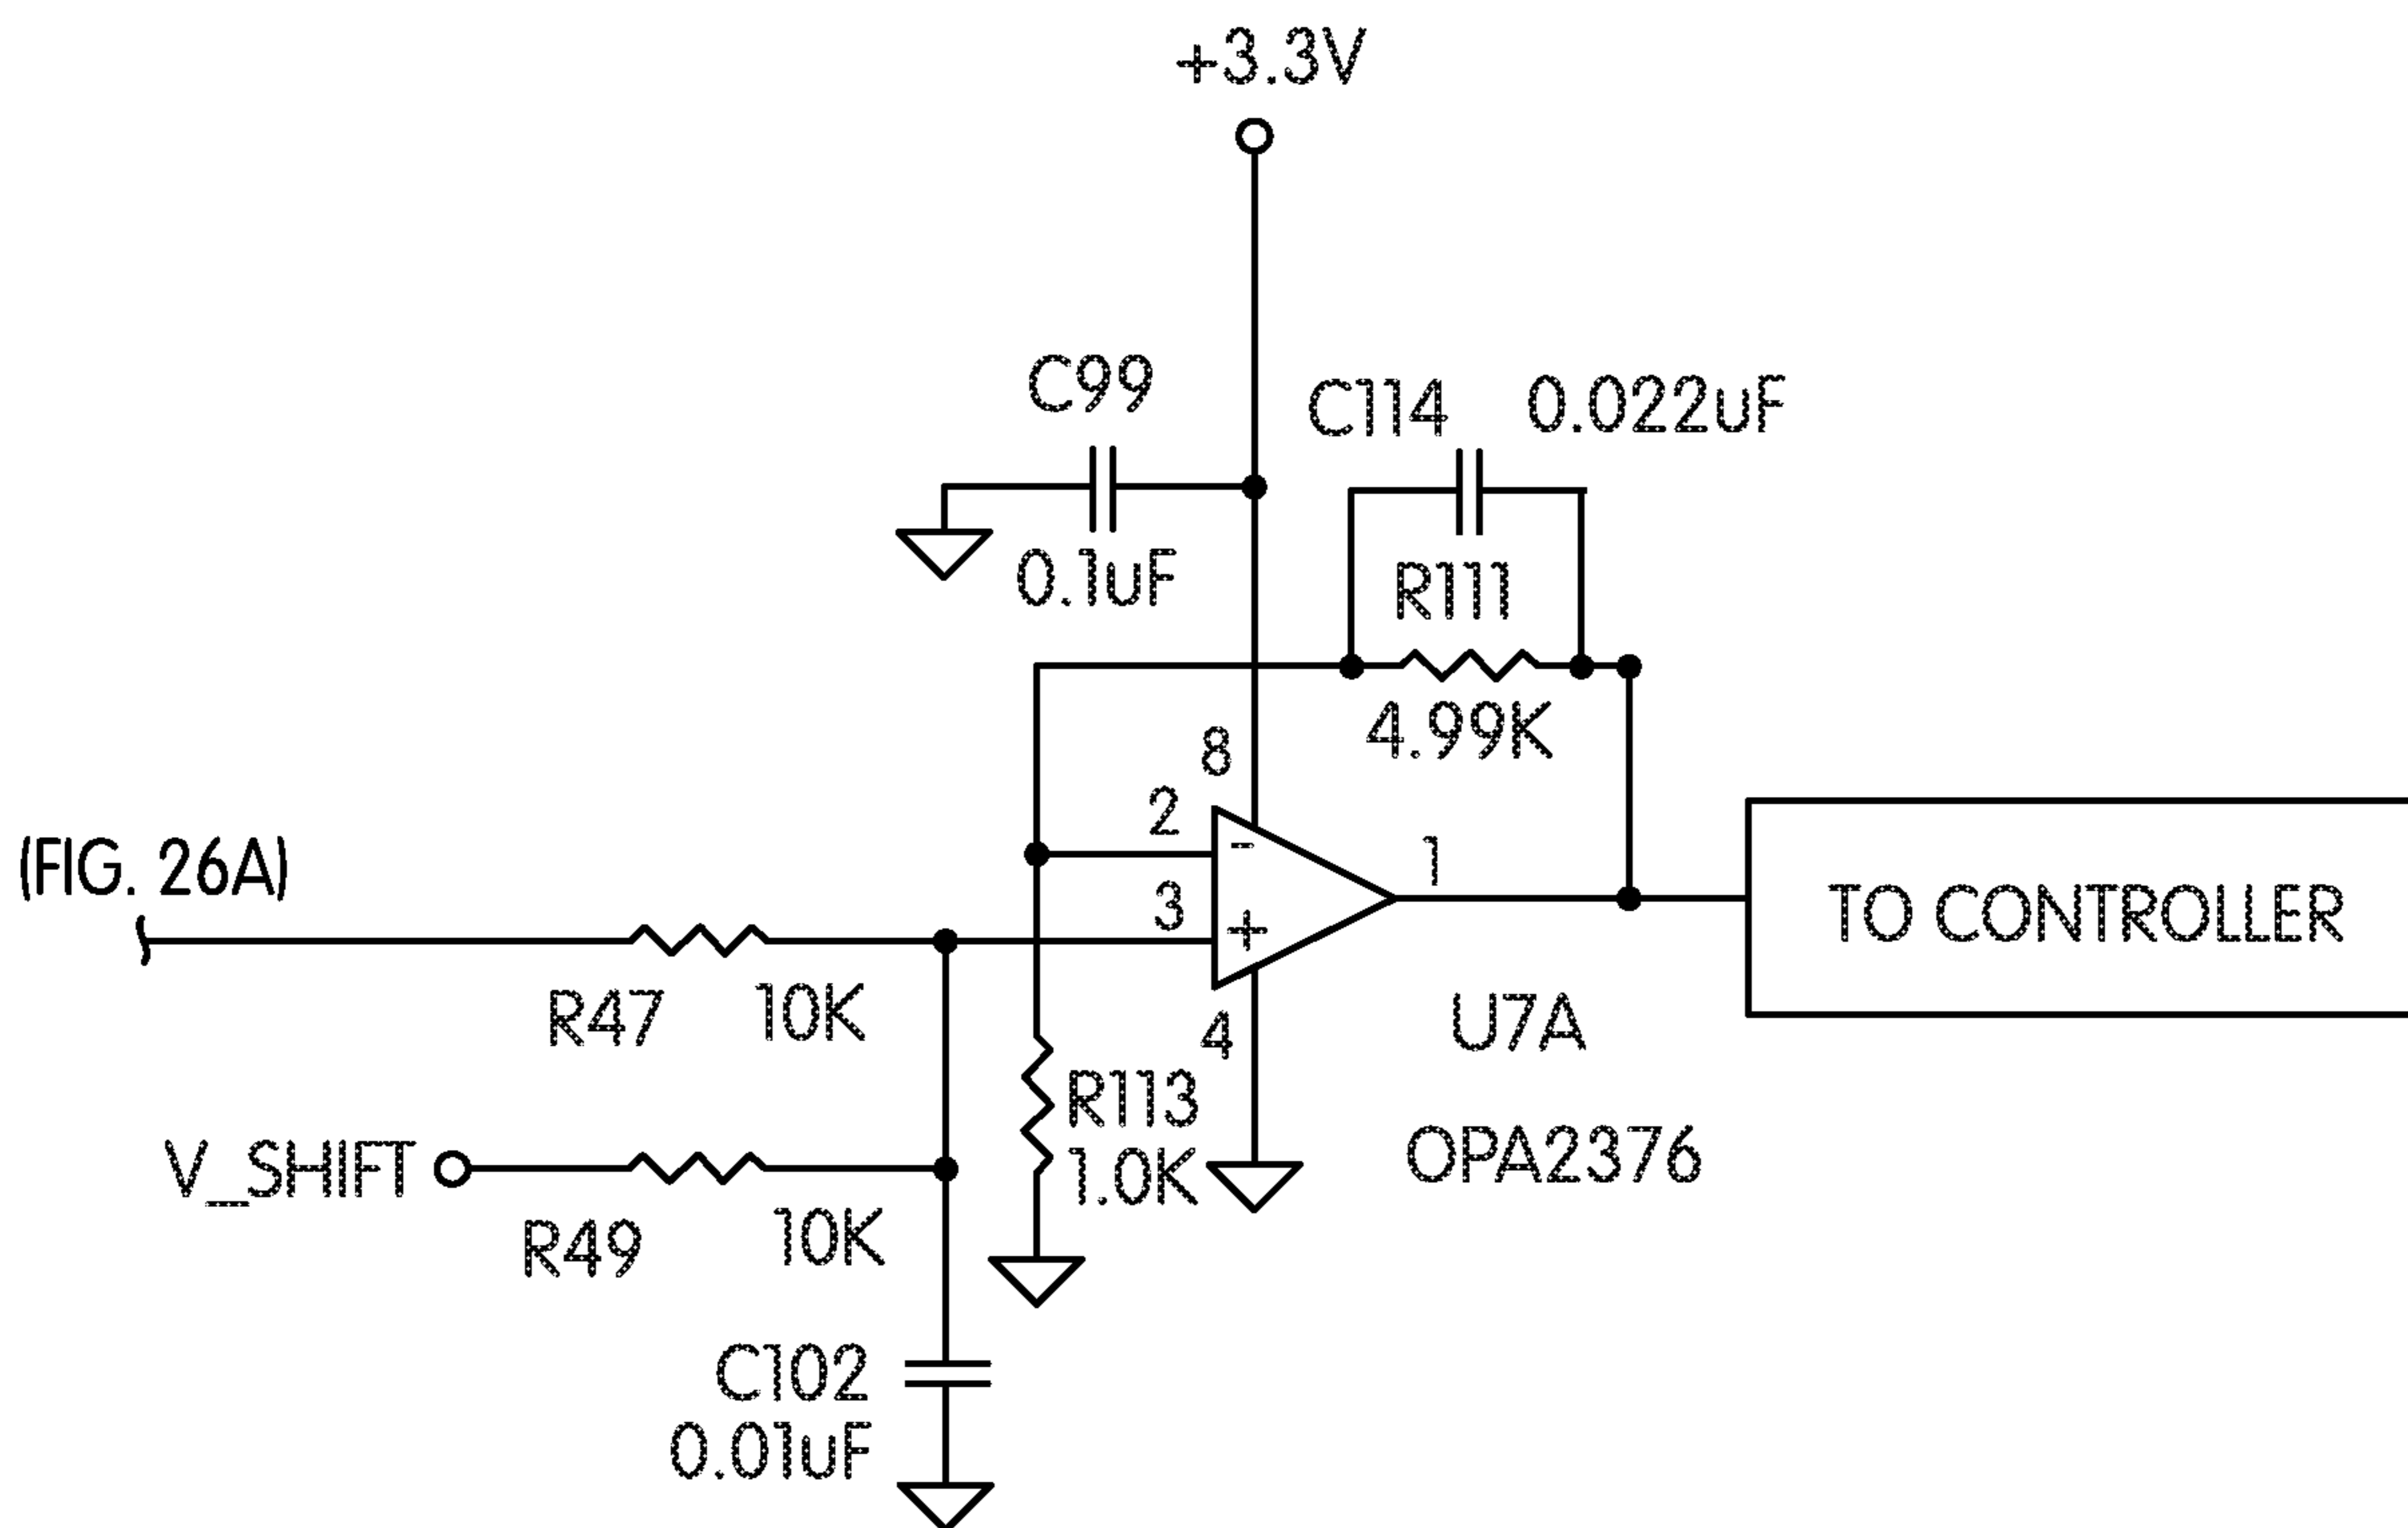 +3.3V
C99
0.1uF
C114
0.022uF
R111
4.99K
8
2
3
1
4
(FIG. 26A)
TO CONTROLLER
R47
10K
U7A
OPA2376
R113
1.0K
V_SHIFT
R49
10K
C102
0.01uF
-
+